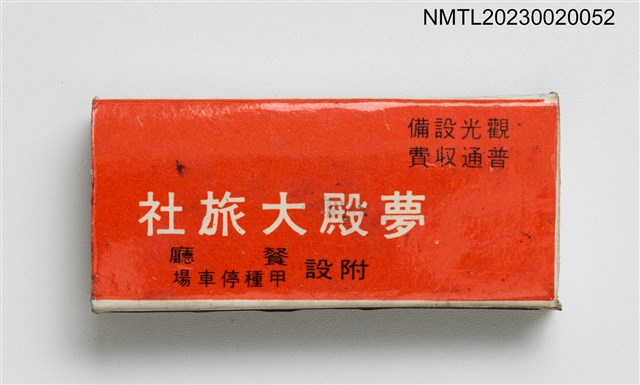 NMTL20230020052
觀光設備
普通收費
夢殿大旅社
附設
餐廳
甲種停車場